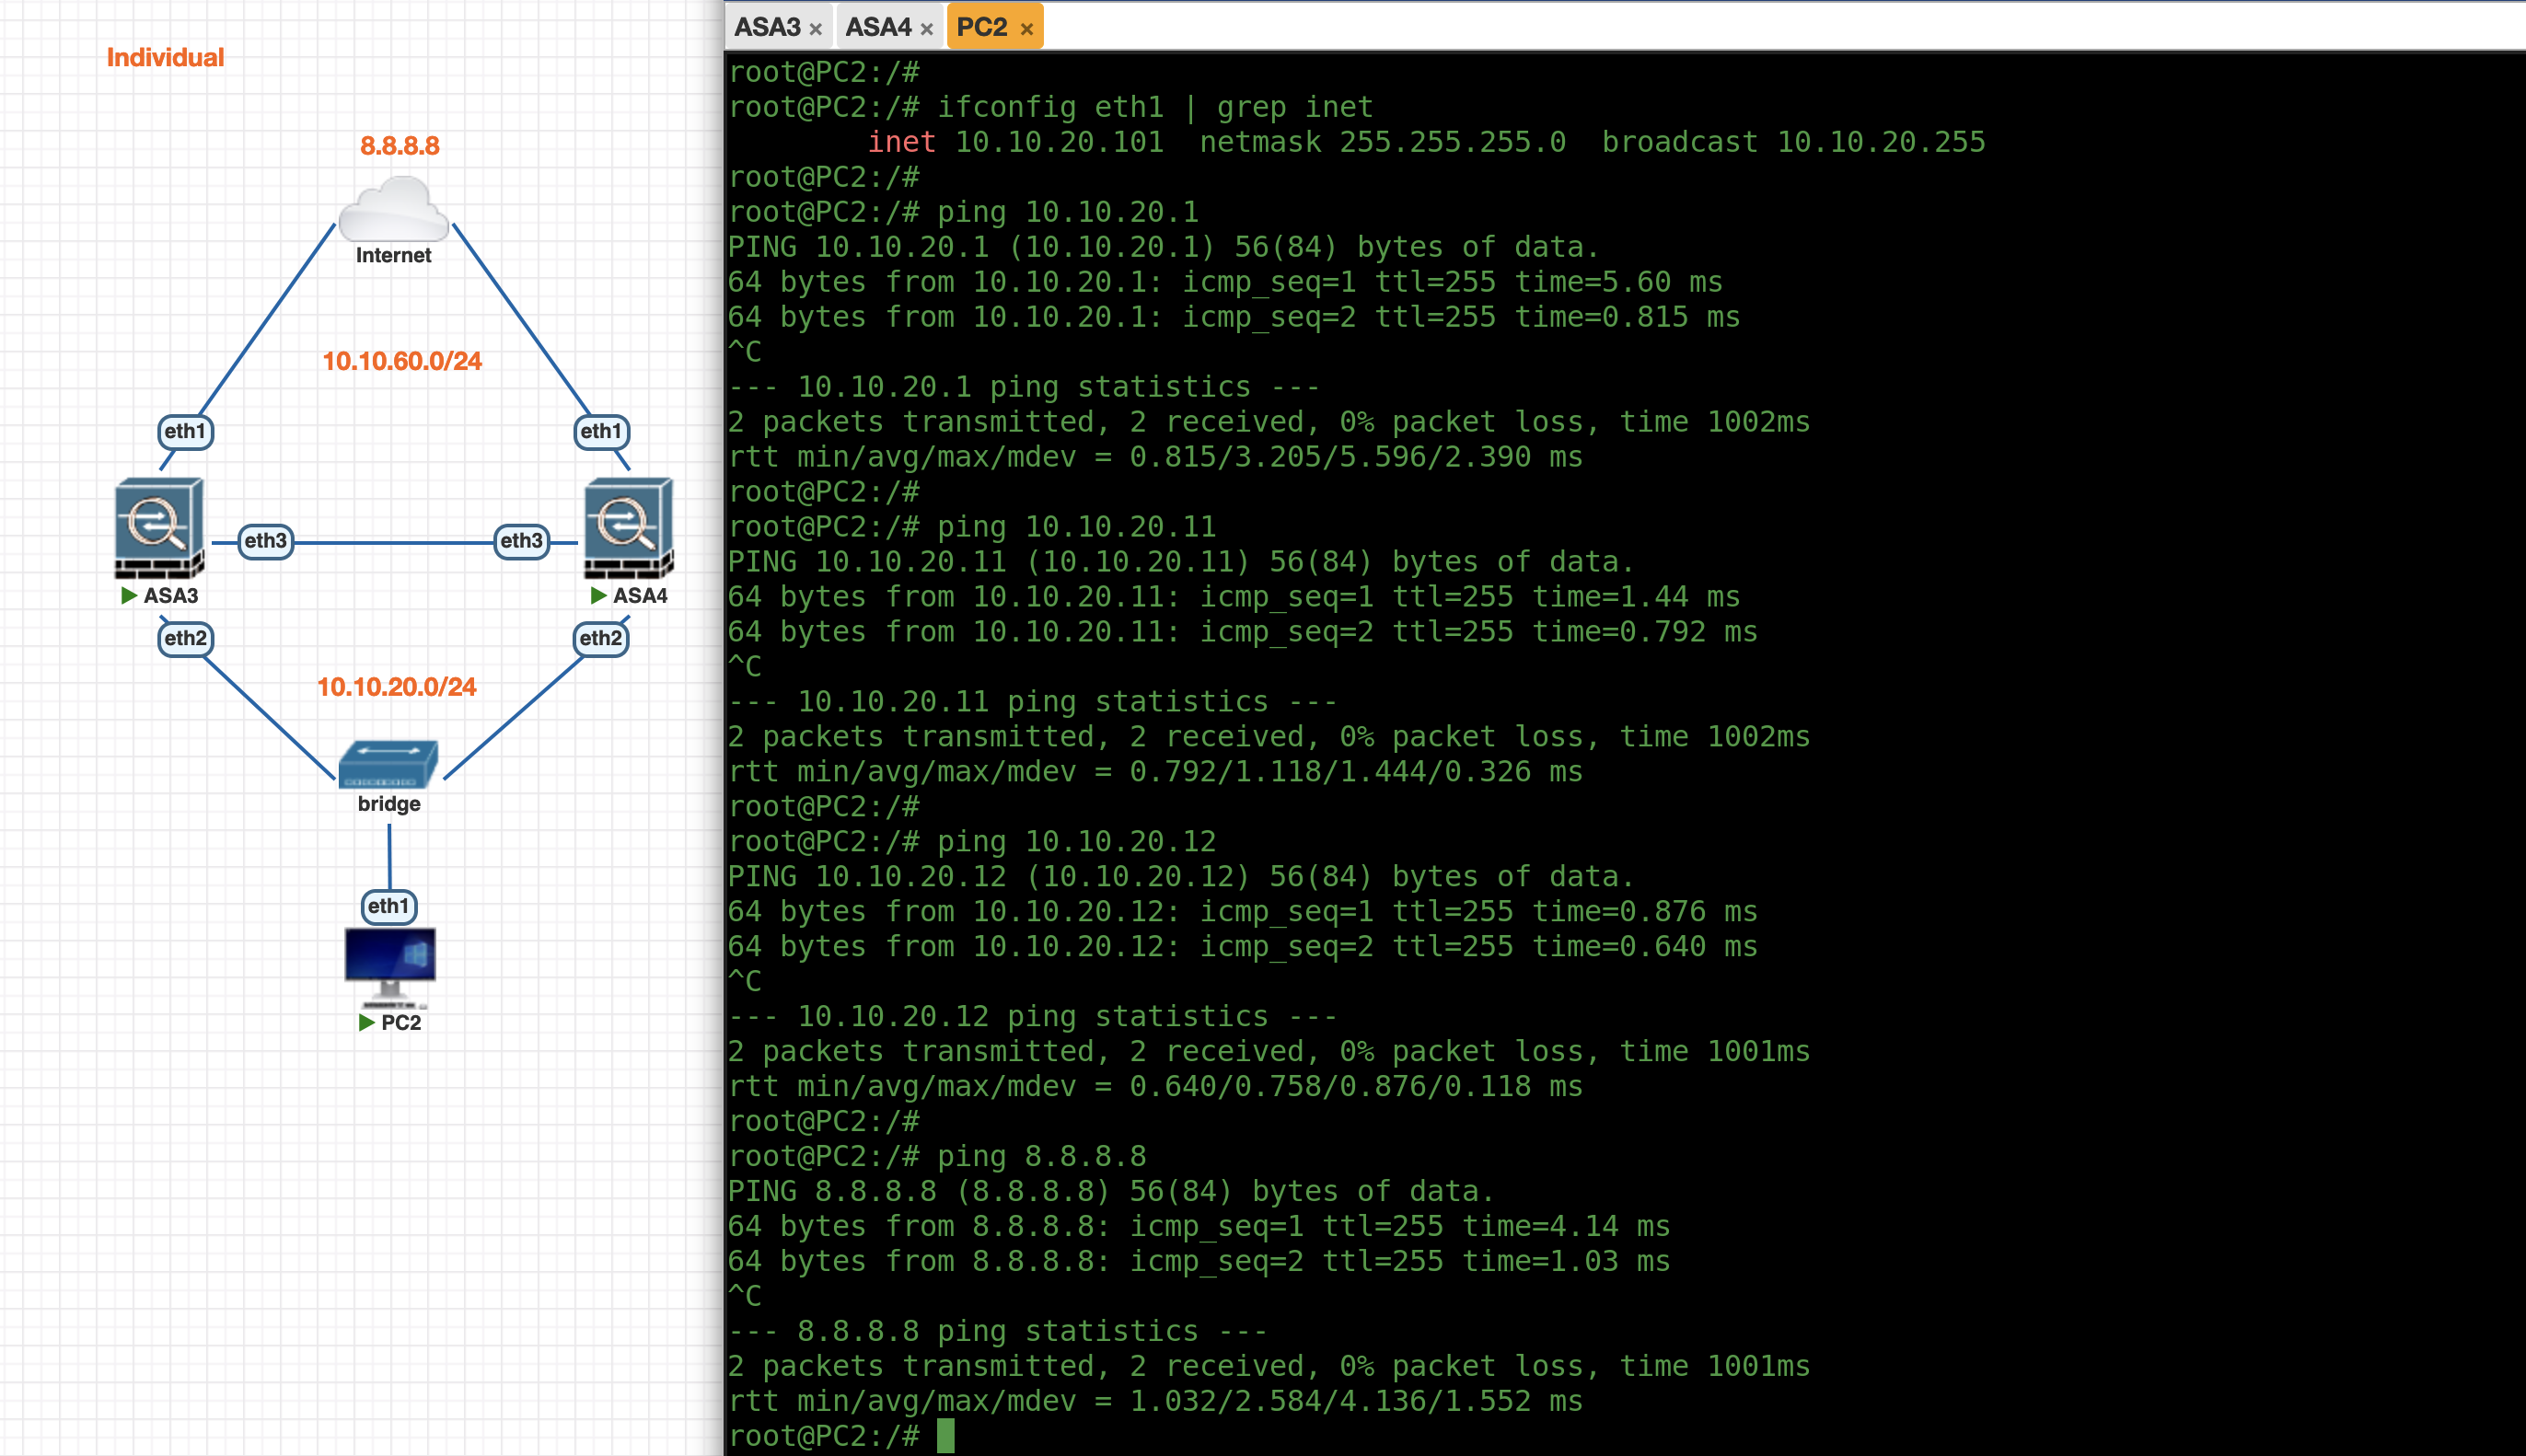 Individual
8.8.8.8
Internet
10.10.60.0/24
eth1
eth1
eth3
eth3
ASA3
ASA4
eth2
eth2
10.10.20.0/24
bridge
eth1
PC2
ASA3 × ASA4 × PC2 ×
root@PC2:/#
root@PC2:/# ifconfig eth1 | grep inet
        inet 10.10.20.101  netmask 255.255.255.0  broadcast 10.10.20.255
root@PC2:/#
root@PC2:/# ping 10.10.20.1
PING 10.10.20.1 (10.10.20.1) 56(84) bytes of data.
64 bytes from 10.10.20.1: icmp_seq=1 ttl=255 time=5.60 ms
64 bytes from 10.10.20.1: icmp_seq=2 ttl=255 time=0.815 ms
^C
--- 10.10.20.1 ping statistics ---
2 packets transmitted, 2 received, 0% packet loss, time 1002ms
rtt min/avg/max/mdev = 0.815/3.205/5.596/2.390 ms
root@PC2:/#
root@PC2:/# ping 10.10.20.11
PING 10.10.20.11 (10.10.20.11) 56(84) bytes of data.
64 bytes from 10.10.20.11: icmp_seq=1 ttl=255 time=1.44 ms
64 bytes from 10.10.20.11: icmp_seq=2 ttl=255 time=0.792 ms
^C
--- 10.10.20.11 ping statistics ---
2 packets transmitted, 2 received, 0% packet loss, time 1002ms
rtt min/avg/max/mdev = 0.792/1.118/1.444/0.326 ms
root@PC2:/#
root@PC2:/# ping 10.10.20.12
PING 10.10.20.12 (10.10.20.12) 56(84) bytes of data.
64 bytes from 10.10.20.12: icmp_seq=1 ttl=255 time=0.876 ms
64 bytes from 10.10.20.12: icmp_seq=2 ttl=255 time=0.640 ms
^C
--- 10.10.20.12 ping statistics ---
2 packets transmitted, 2 received, 0% packet loss, time 1001ms
rtt min/avg/max/mdev = 0.640/0.758/0.876/0.118 ms
root@PC2:/#
root@PC2:/# ping 8.8.8.8
PING 8.8.8.8 (8.8.8.8) 56(84) bytes of data.
64 bytes from 8.8.8.8: icmp_seq=1 ttl=255 time=4.14 ms
64 bytes from 8.8.8.8: icmp_seq=2 ttl=255 time=1.03 ms
^C
--- 8.8.8.8 ping statistics ---
2 packets transmitted, 2 received, 0% packet loss, time 1001ms
rtt min/avg/max/mdev = 1.032/2.584/4.136/1.552 ms
root@PC2:/#